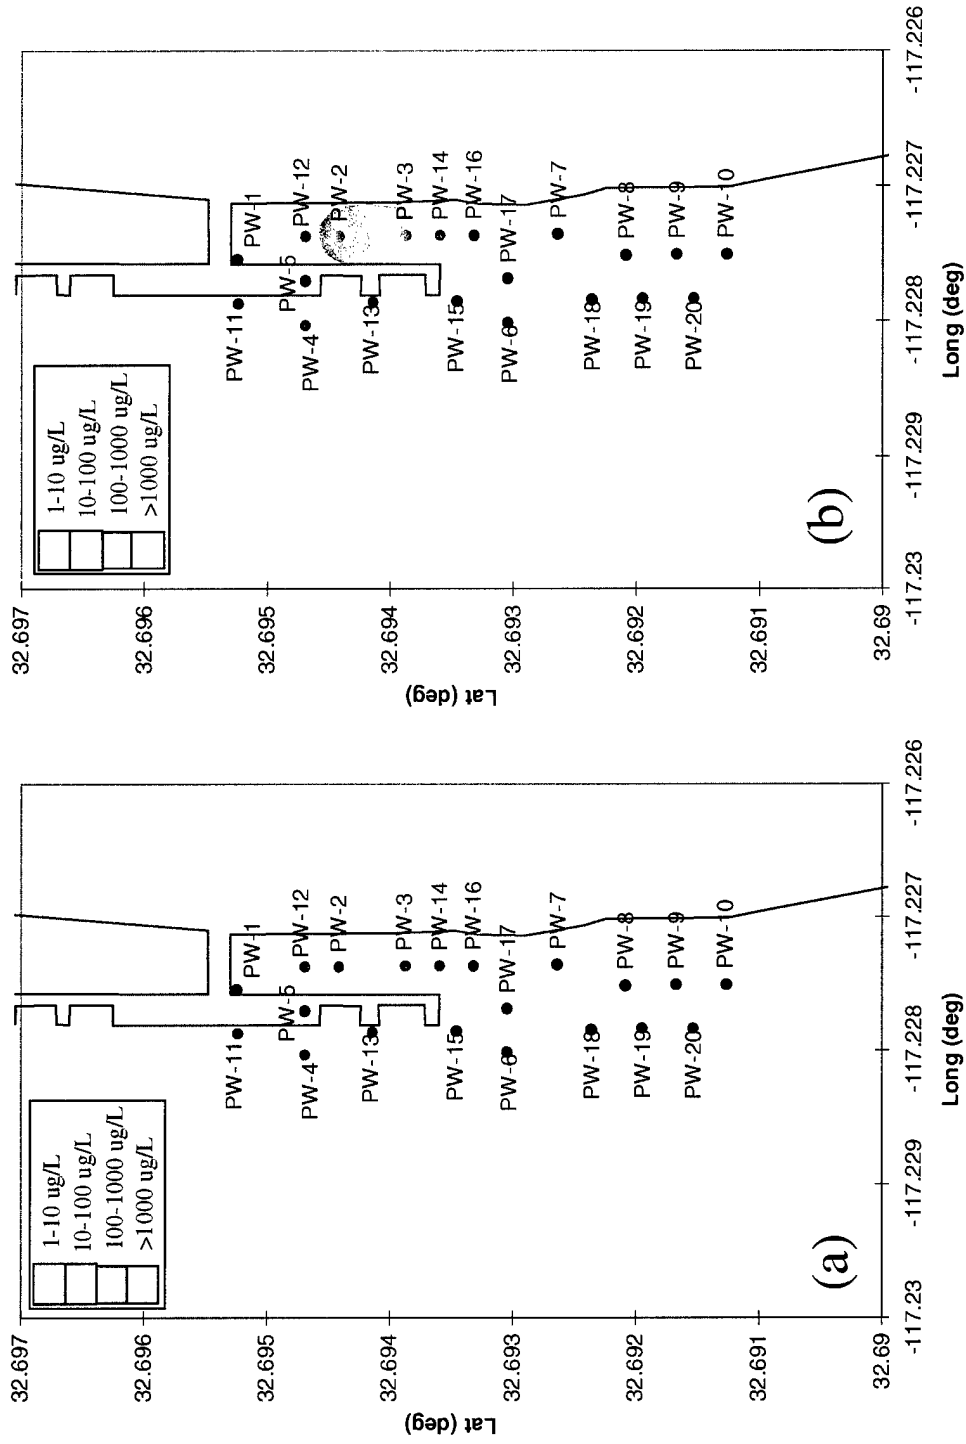 1-10 ug/L
10-100 ug/L
100-1000 ug/L
>1000 ug/L
32.697
32.696
32.695
32.694
32.693
32.692
32.691
32.69
Lat (deg)
-117.23
-117.229
-117.228
-117.227
-117.226
Long (deg)
PW-1
PW-12
PW-2
PW-3
PW-14
PW-16
PW-17
PW-7
PW-8
PW-9
PW-10
PW-11
PW-5
PW-4
PW-13
PW-15
PW-6
PW-18
PW-19
PW-20
(a)
1-10 ug/L
10-100 ug/L
100-1000 ug/L
>1000 ug/L
32.697
32.696
32.695
32.694
32.693
32.692
32.691
32.69
Lat (deg)
-117.23
-117.229
-117.228
-117.227
-117.226
Long (deg)
PW-1
PW-12
PW-2
PW-3
PW-14
PW-16
PW-17
PW-7
PW-8
PW-9
PW-10
PW-11
PW-5
PW-4
PW-13
PW-15
PW-6
PW-18
PW-19
PW-20
(b)